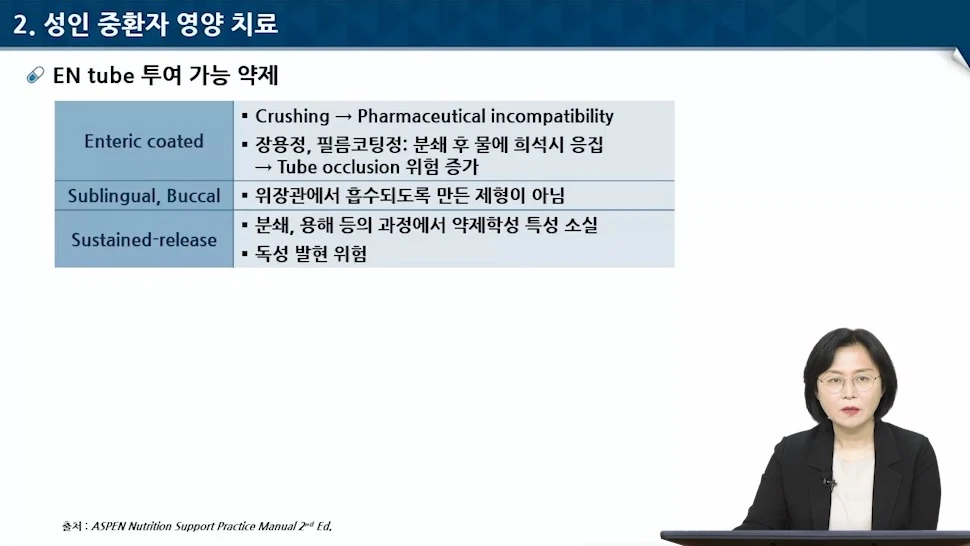 2. 성인 중환자 영양 치료
EN tube 투여 가능 약제
Enteric coated
▪ Crushing → Pharmaceutical incompatibility
▪ 장용정, 필름코팅정: 분쇄 후 물에 희석시 응집
→ Tube occlusion 위험 증가
Sublingual, Buccal
▪ 위장관에서 흡수되도록 만든 제형이 아님
Sustained-release
▪ 분쇄, 용해 등의 과정에서 약제학성 특성 소실
▪ 독성 발현 위험
출처 : ASPEN Nutrition Support Practice Manual 2nd Ed.